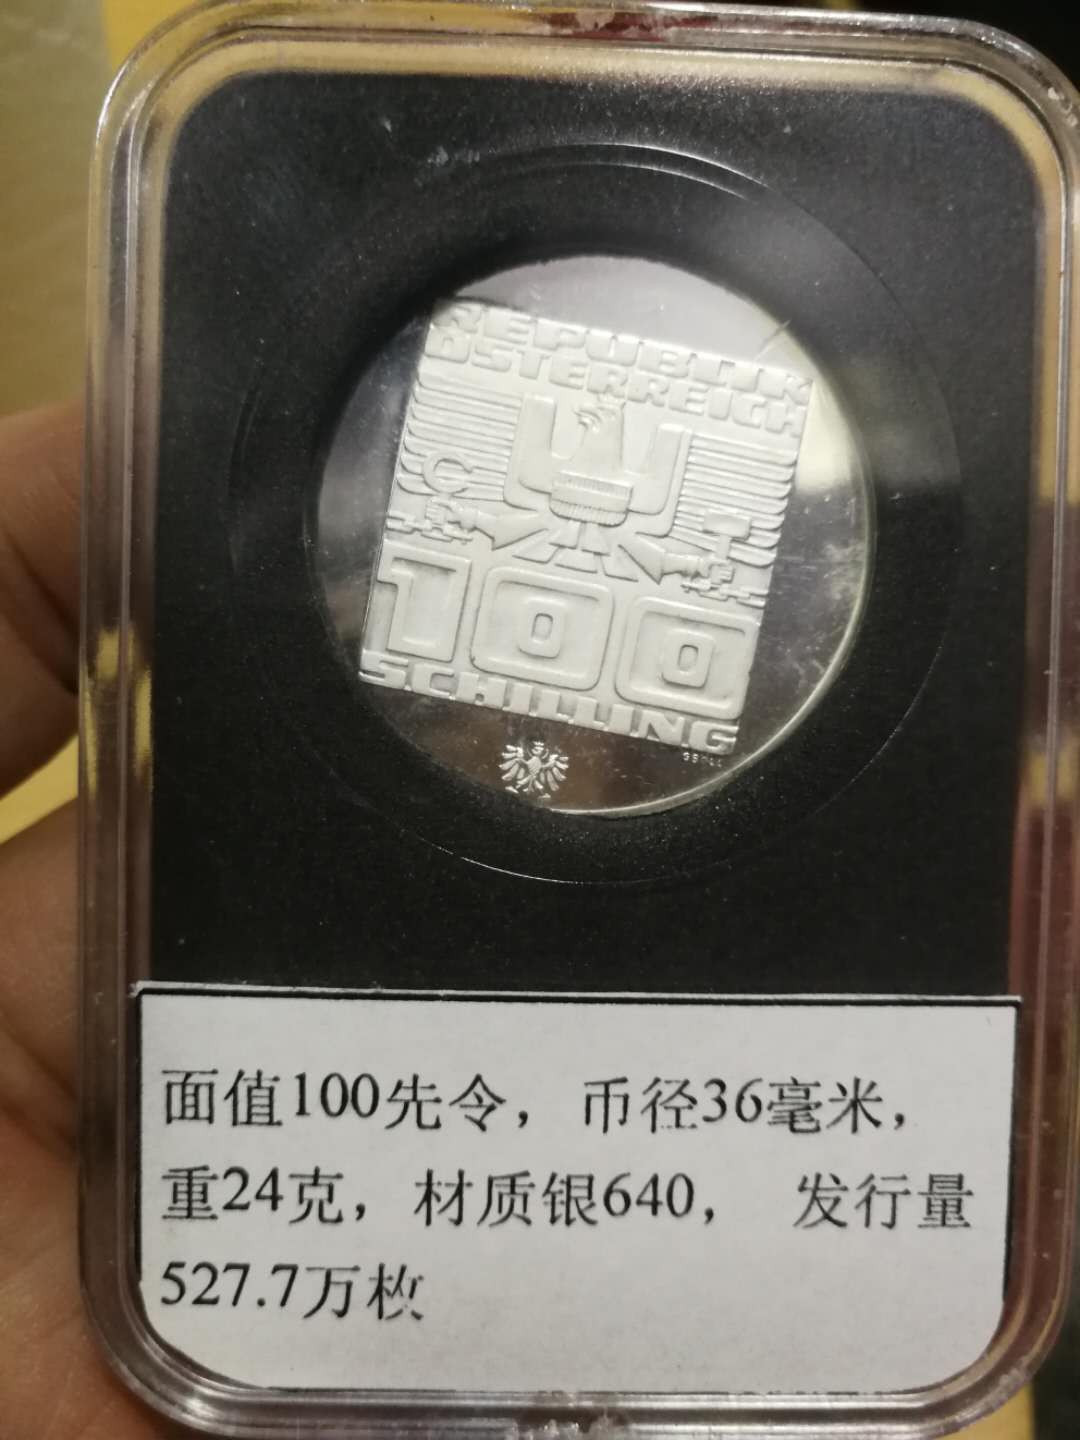 REPUBLIK
ÖSTERREICH
100
SCHILLING
面值100先令，币径36毫米，
重24克，材质银640， 发行量
527.7万枚